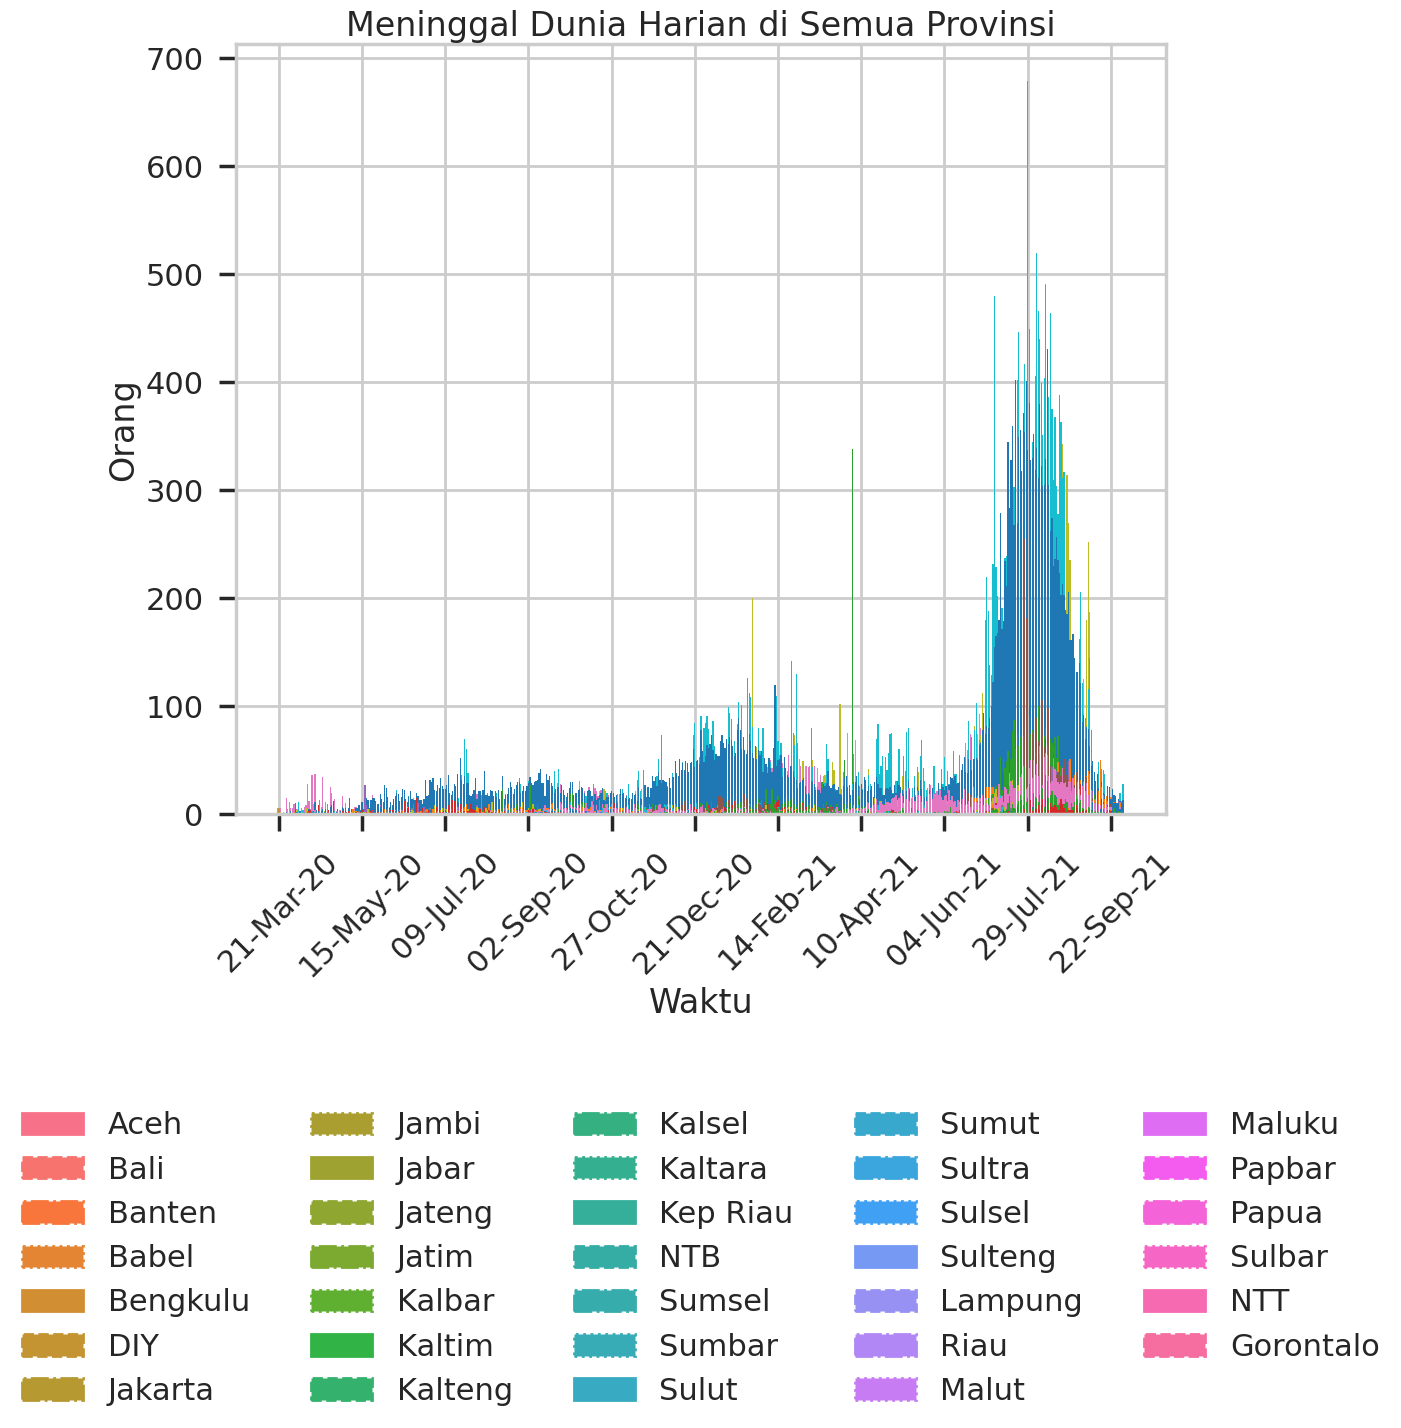 Meninggal Dunia Harian di Semua Provinsi
700
600
500
400
300
200
100
0
Orang
21-Mar-20
15-May-20
09-Jul-20
02-Sep-20
27-Oct-20
21-Dec-20
14-Feb-21
10-Apr-21
04-Jun-21
29-Jul-21
22-Sep-21
Waktu
Aceh
Bali
Banten
Babel
Bengkulu
DIY
Jakarta
Jambi
Jabar
Jateng
Jatim
Kalbar
Kaltim
Kalteng
Kalsel
Kaltara
Kep Riau
NTB
Sumsel
Sumbar
Sulut
Sumut
Sultra
Sulsel
Sulteng
Lampung
Riau
Malut
Maluku
Papbar
Papua
Sulbar
NTT
Gorontalo